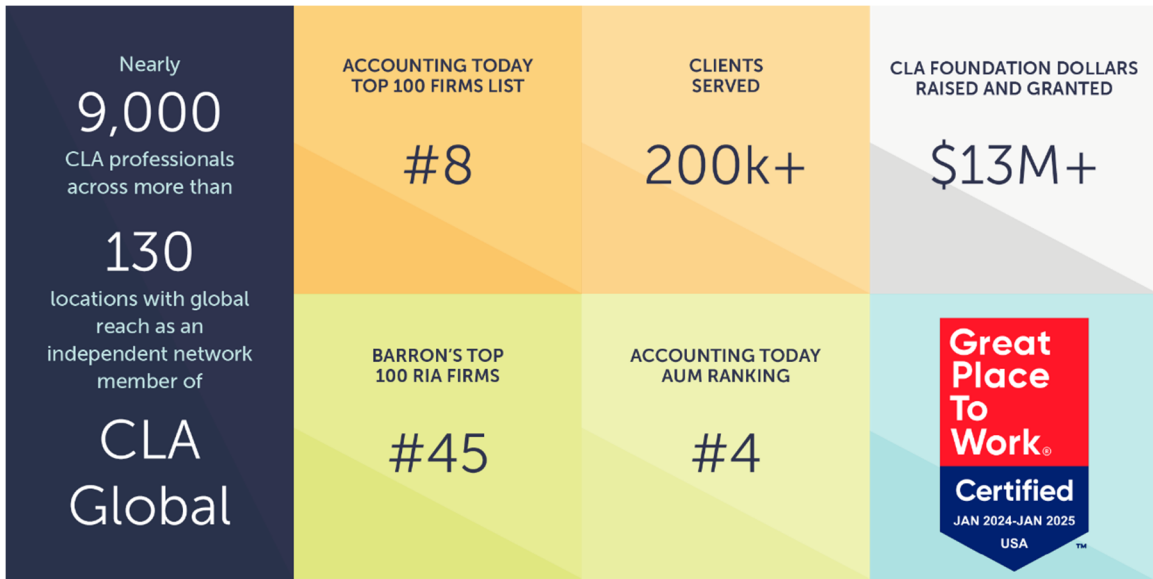 Nearly
9,000
CLA professionals
across more than
130
locations with global
reach as an
independent network
member of
CLA
Global
ACCOUNTING TODAY
TOP 100 FIRMS LIST
#8
CLIENTS
SERVED
200k+
CLA FOUNDATION DOLLARS
RAISED AND GRANTED
$13M+
BARRON'S TOP
100 RIA FIRMS
#45
ACCOUNTING TODAY
AUM RANKING
#4
Great
Place
To
Work®
Certified
JAN 2024-JAN 2025
USA
™